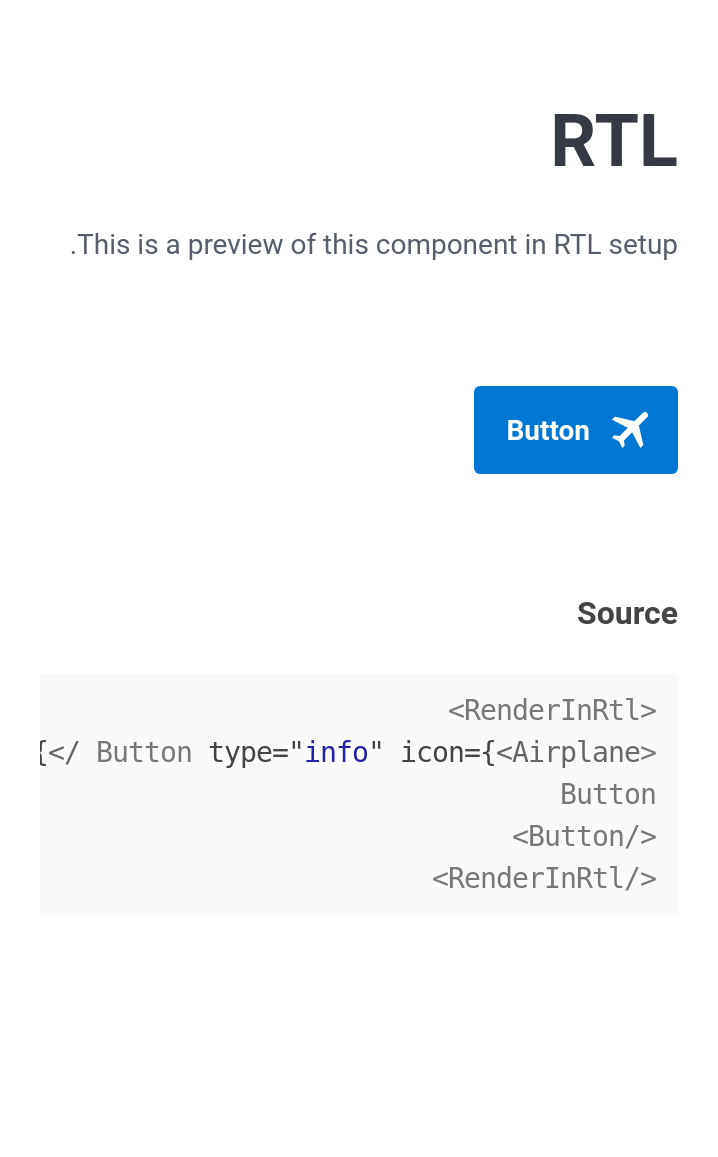 RTL
.This is a preview of this component in RTL setup
Button
Source
<RenderInRtl>
{</ Button type="info" icon={<Airplane>
Button
<Button/>
<RenderInRtl/>